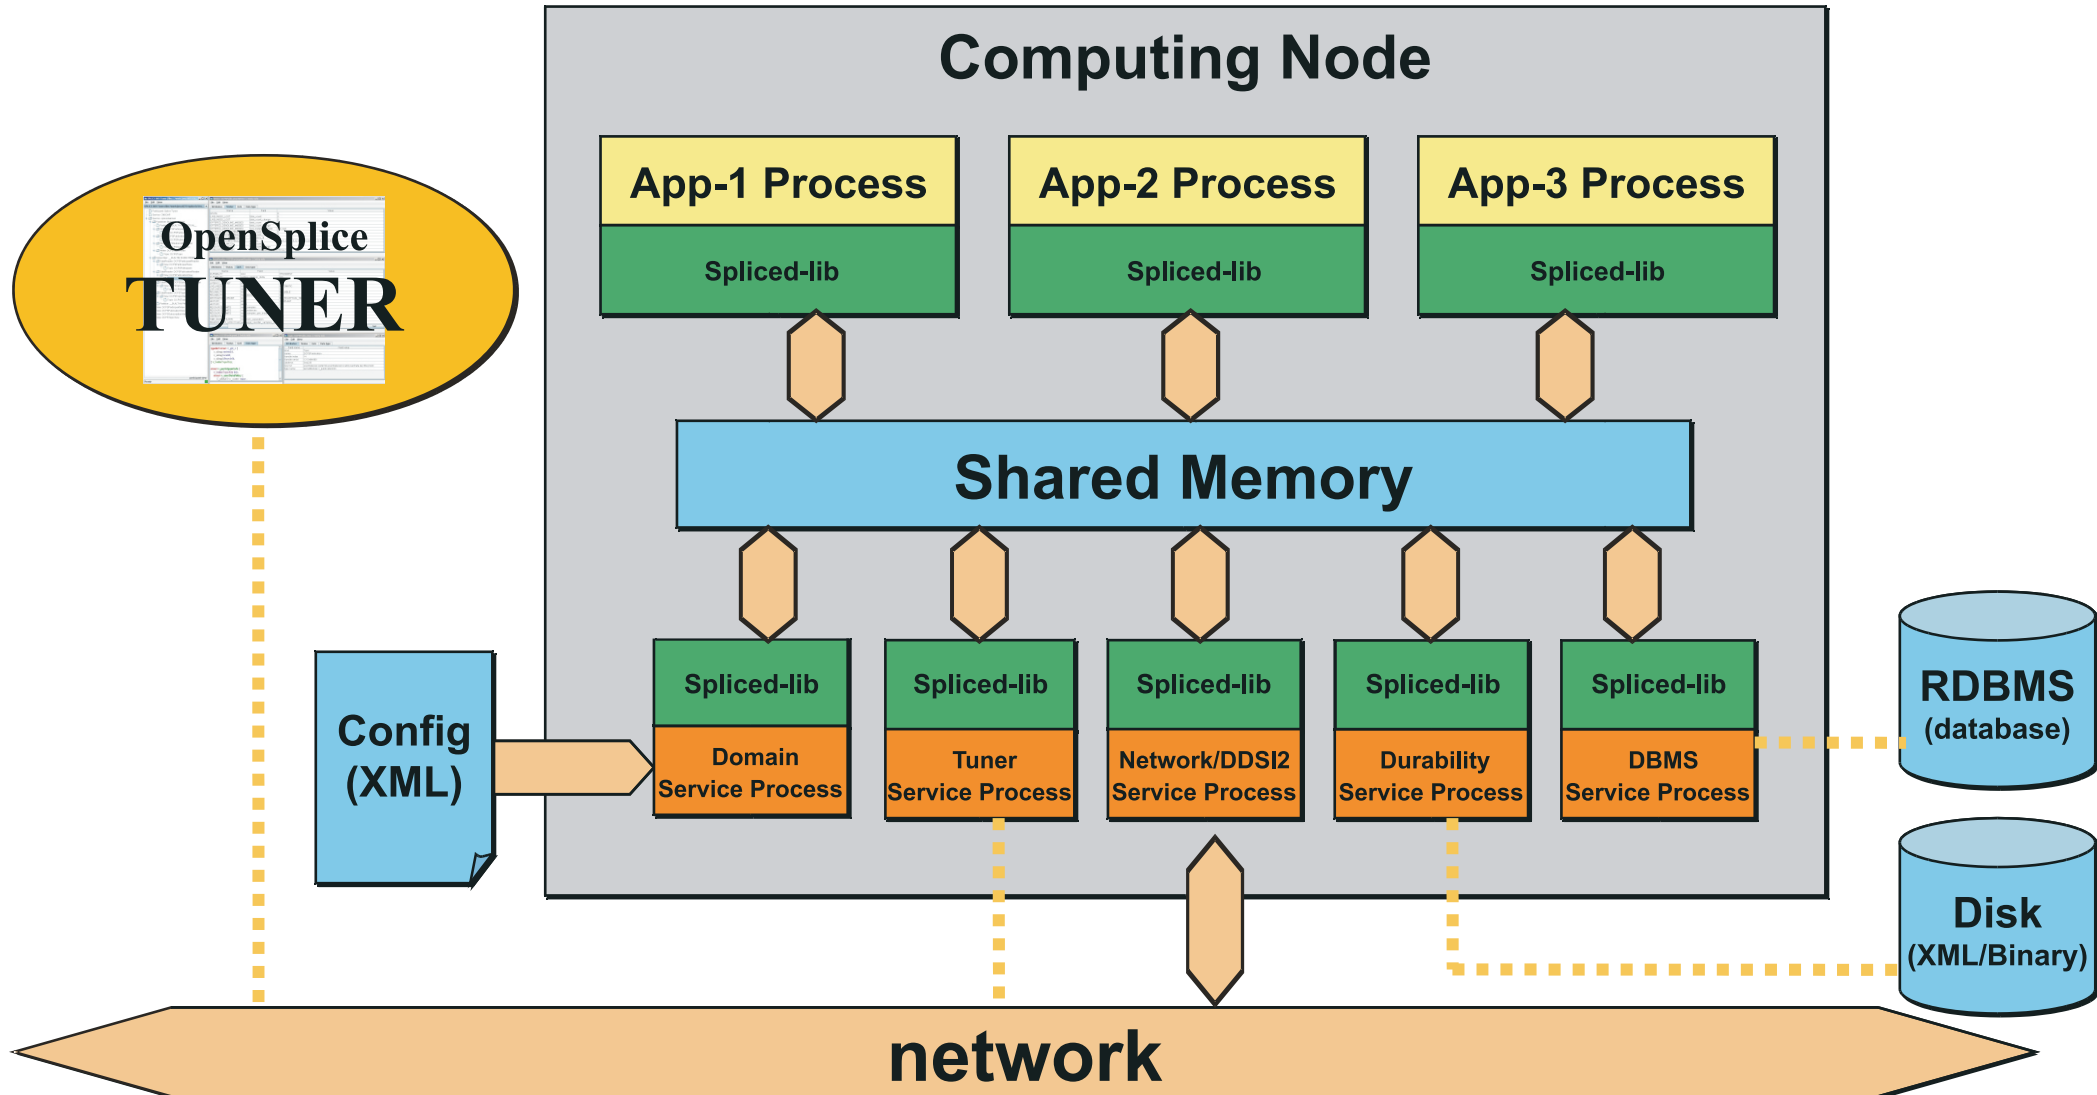 Computing Node
App-1 Process
App-2 Process
App-3 Process
Spliced-lib
Spliced-lib
Spliced-lib
OpenSplice
TUNER
Shared Memory
Spliced-lib
Spliced-lib
Spliced-lib
Spliced-lib
Spliced-lib
Domain
Service Process
Tuner
Service Process
Network/DDSI2
Service Process
Durability
Service Process
DBMS
Service Process
Config
(XML)
RDBMS
(database)
Disk
(XML/Binary)
network